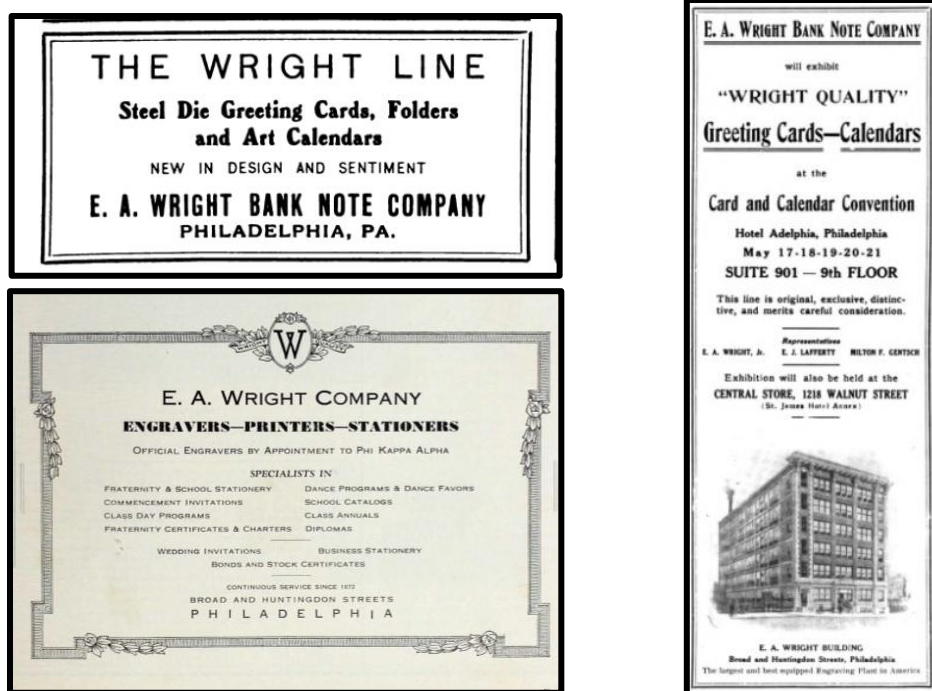 THE WRIGHT LINE
Steel Die Greeting Cards, Folders
and Art Calendars
NEW IN DESIGN AND SENTIMENT
E. A. WRIGHT BANK NOTE COMPANY
PHILADELPHIA, PA.
W
E. A. WRIGHT COMPANY
ENGRAVERS—PRINTERS—STATIONERS
OFFICIAL ENGRAVERS BY APPOINTMENT TO PHI KAPPA ALPHA
SPECIALISTS IN
FRATERNITY & SCHOOL STATIONERY DANCE PROGRAMS & DANCE FAVORS
COMMENCEMENT INVITATIONS SCHOOL CATALOGS
CLASS DAY PROGRAMS CLASS ANNUALS
FRATERNITY CERTIFICATES & CHARTERS DIPLOMAS
WEDDING INVITATIONS BUSINESS STATIONERY
BONDS AND STOCK CERTIFICATES
CONTINUOUS SERVICE SINCE 1872
BROAD AND HUNTINGDON STREETS
PHILADELPHIA
E. A. WRIGHT BANK NOTE COMPANY
will exhibit
"WRIGHT QUALITY"
Greeting Cards—Calendars
at the
Card and Calendar Convention
Hotel Adelphia, Philadelphia
May 17-18-19-20-21
SUITE 901 — 9th FLOOR
This line is original, exclusive, distinc-
tive, and merits careful consideration.
Representatives
E. A. WRIGHT, Jr. E. J. LAFFERTY MILTON F. GENTSCH
Exhibition will also be held at the
CENTRAL STORE, 1218 WALNUT STREET
(St. James Hotel Annex)
E. A. WRIGHT BUILDING
Broad and Huntingdon Streets, Philadelphia
The largest and best equipped Engraving Plant in America